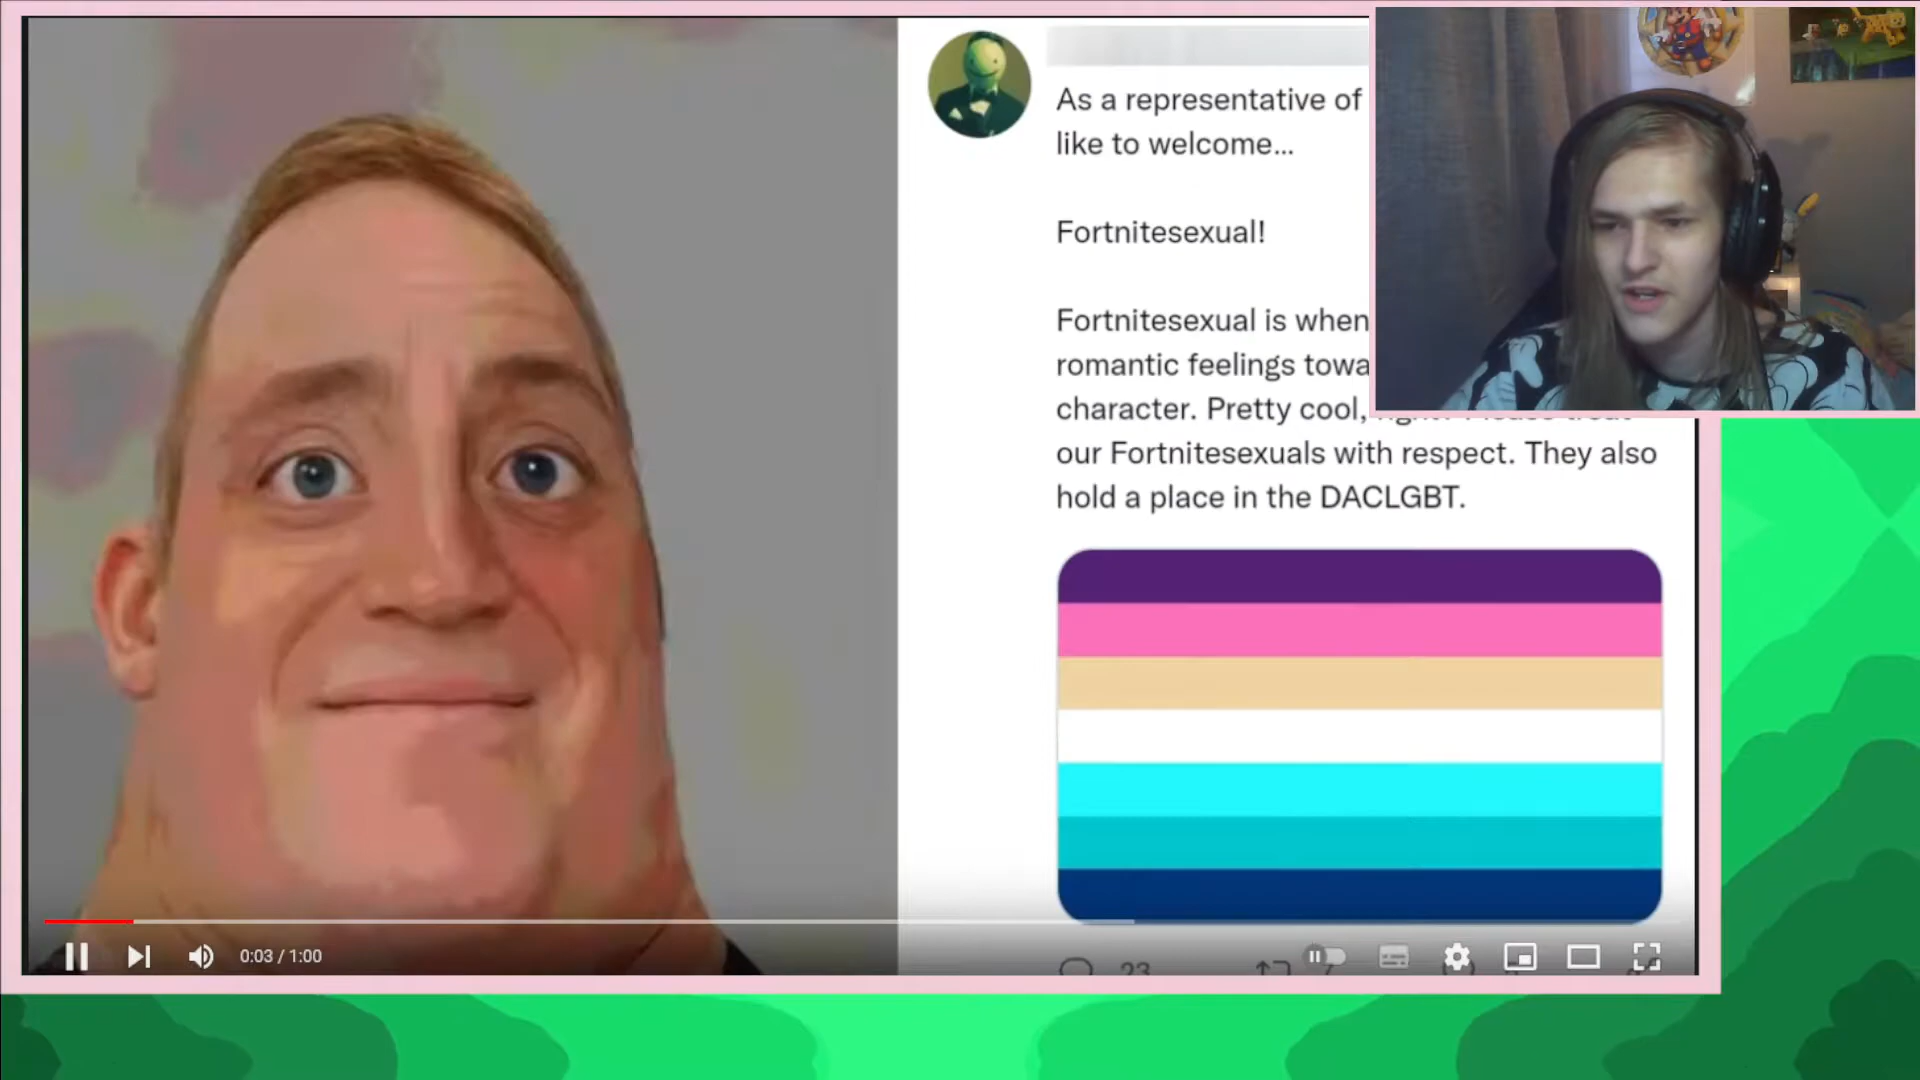 As a representative of
like to welcome...
Fortnitesexual!
Fortnitesexual is when
romantic feelings towa
character. Pretty cool,
our Fortnitesexuals with respect. They also
hold a place in the DACLGBT.
0:03 / 1:00
23